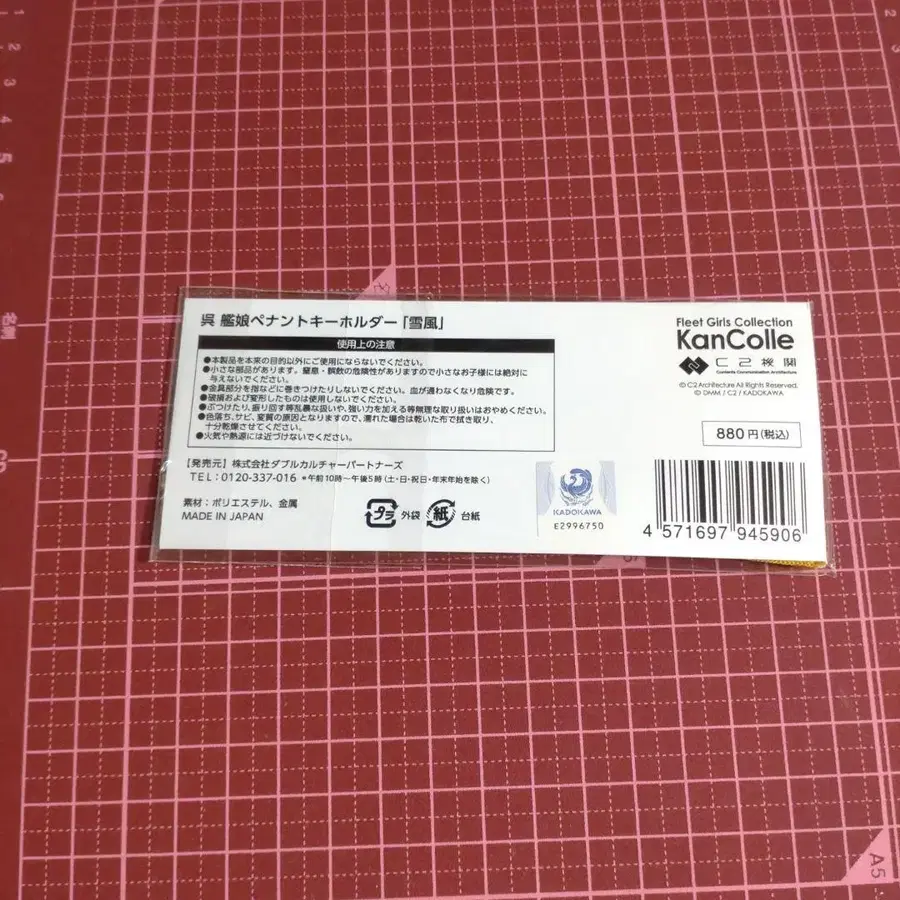 呉 艦娘ペナントキーホルダー「雪風」
使用上の注意
●本製品を本来の目的以外にご使用にならないでください。
●小さな部品があります。窒息・誤飲の危険性がありますので小さなお子様には絶対に
与えないでください。
●金具部分を指などに巻きつけたりしないでください。血が通わなくなり危険です。
●破損および変形したものは使用しないでください。
●ぶつけたり、振り回す等乱暴な扱いや、強い力を加える等無理な取り扱いはおやめください。
●色落ち、サビ、変質の原因となりますので、濡れた場合は乾いた布で拭き取り、
十分乾燥させてください。
●火気や熱源には近づけないでください。
【発売元】株式会社ダブルカルチャーパートナーズ
TEL:0120-337-016 *午前10時~午後5時(土・日・祝日・年末年始を除く)
素材:ポリエステル、金属
MADE IN JAPAN
プラ 外袋 紙 台紙
KADOKAWA
E2996750
Fleet Girls Collection
KanColle
C2機関
Contents Communication Architecture
© C2 Architecture All Rights Reserved.
© DMM / C2 / KADOKAWA
880円(税込)
4 571697 945906
1
2
3
4
5
6
2
3
A5